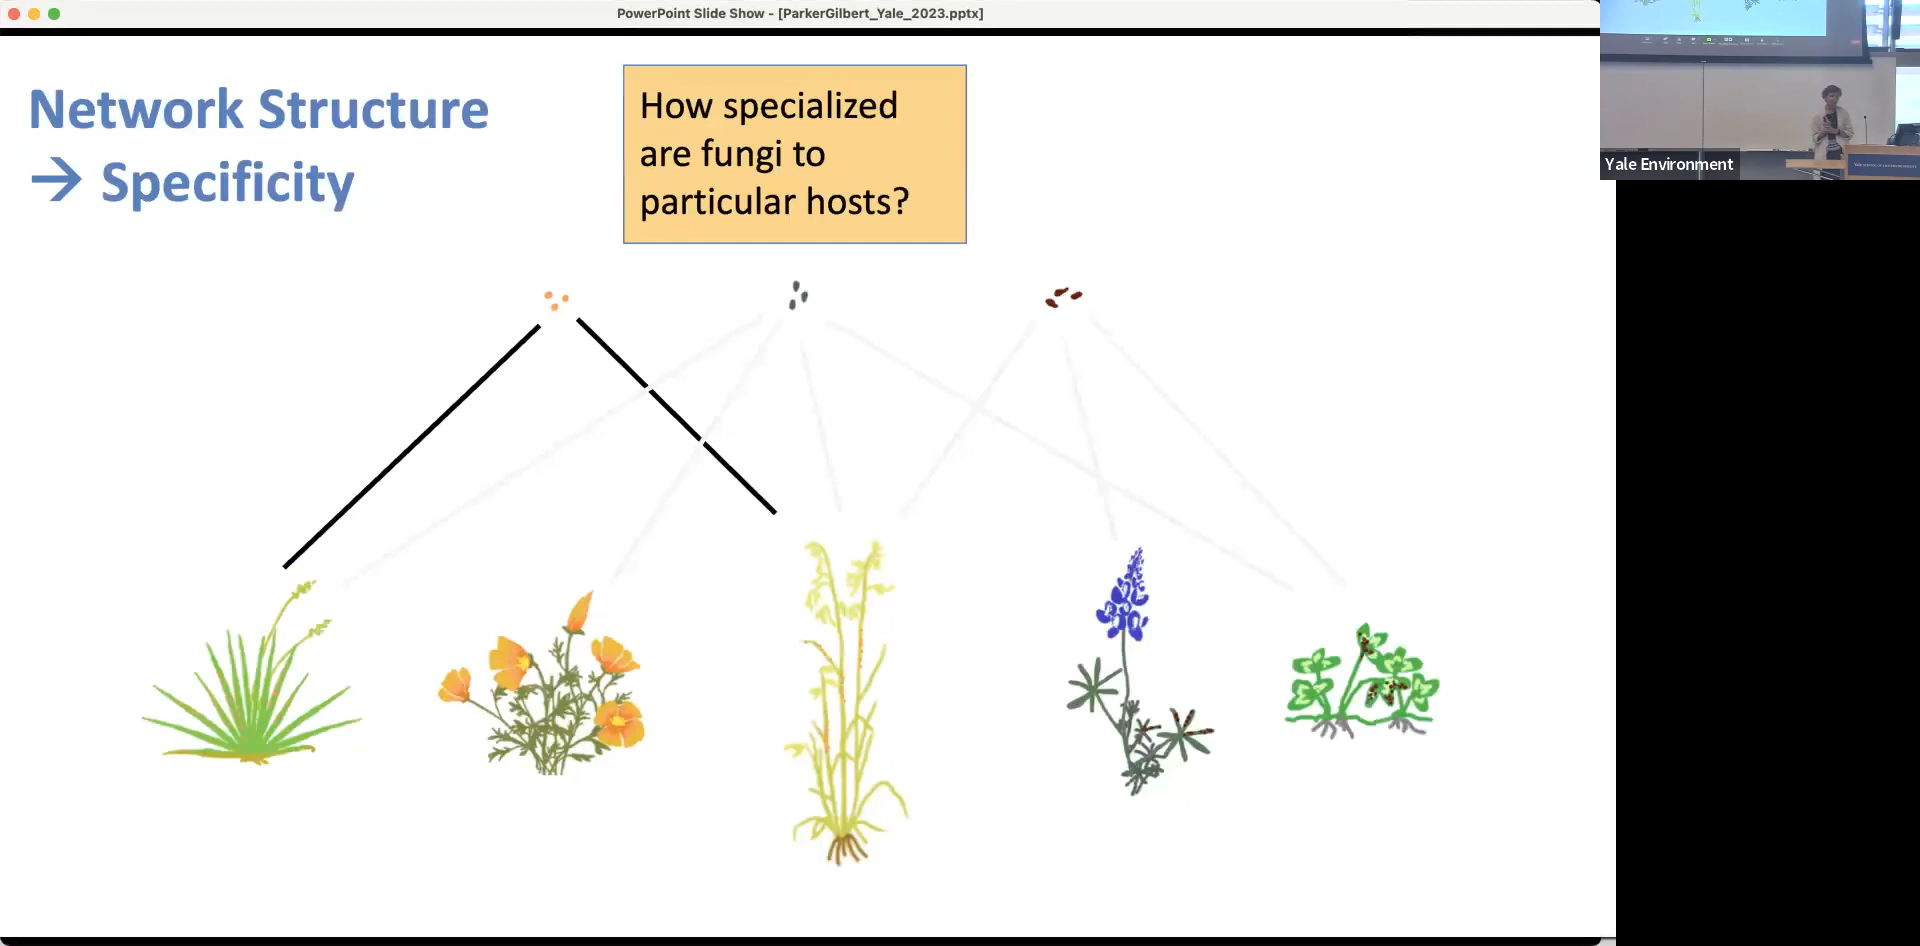 PowerPoint Slide Show - [ParkerGilbert_Yale_2023.pptx]
Network Structure
→ Specificity
How specialized
are fungi to
particular hosts?
Yale Environment